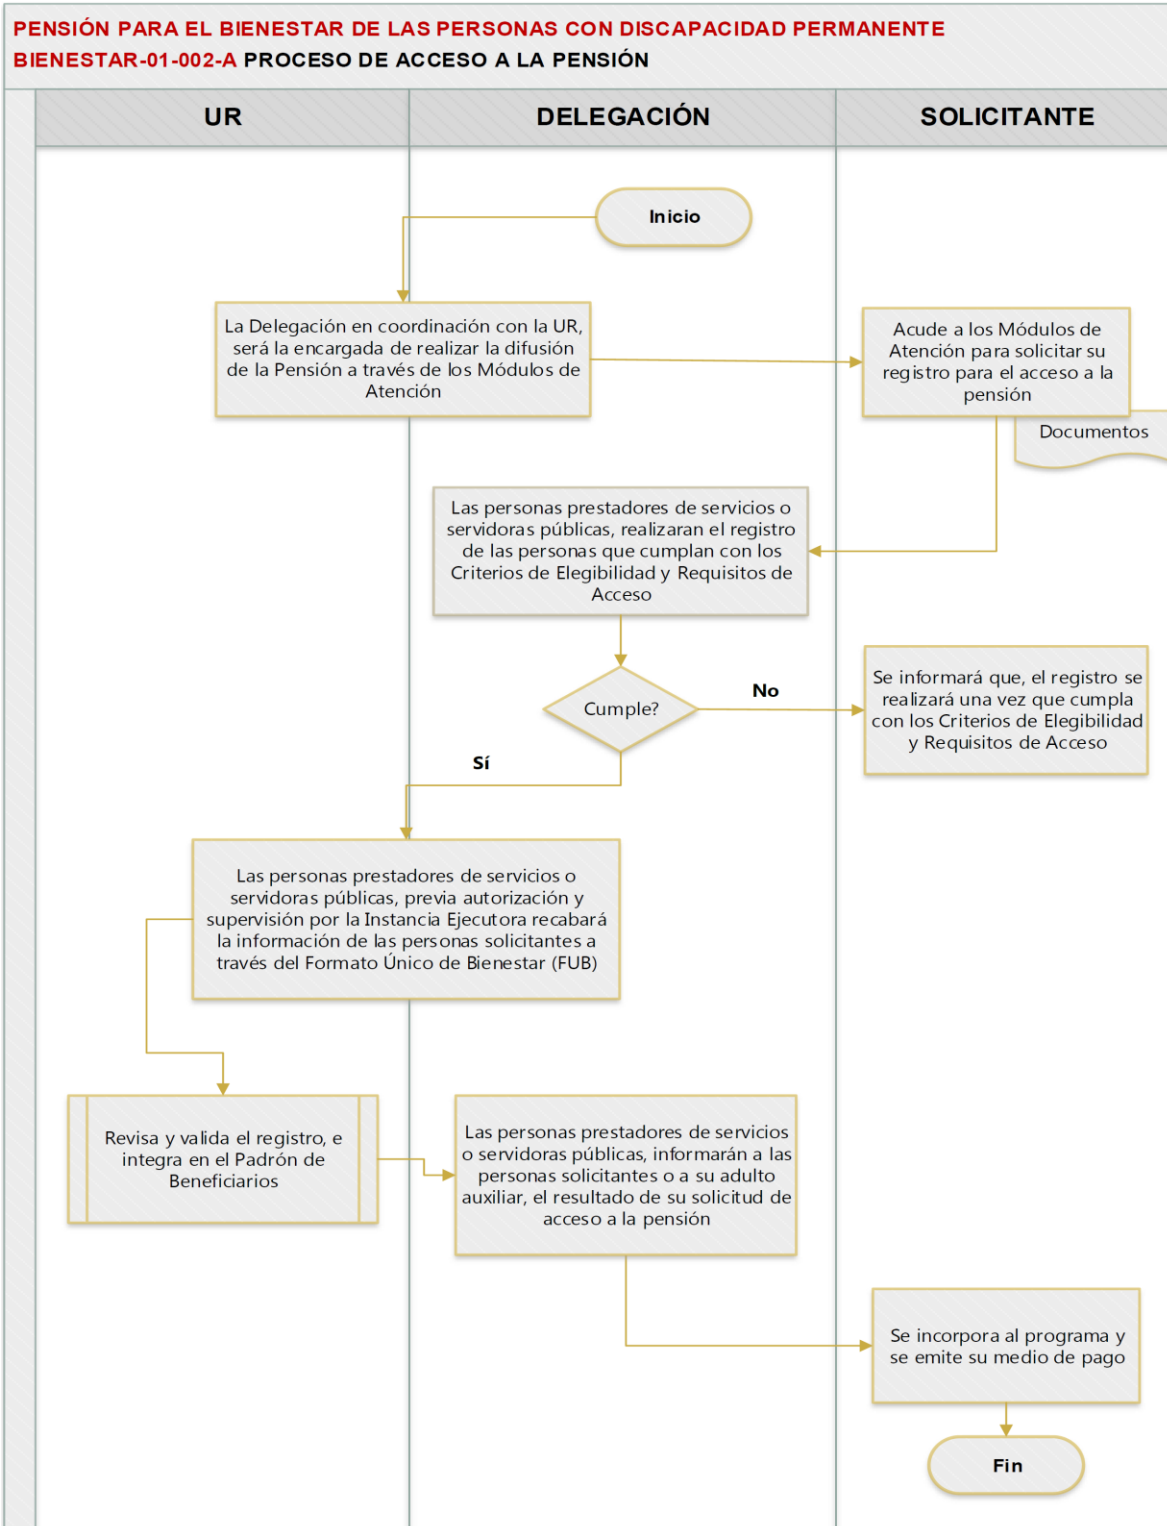 PENSIÓN PARA EL BIENESTAR DE LAS PERSONAS CON DISCAPACIDAD PERMANENTE
BIENESTAR-01-002-A PROCESO DE ACCESO A LA PENSIÓN
UR
DELEGACIÓN
SOLICITANTE
Inicio
La Delegación en coordinación con la UR,
será la encargada de realizar la difusión
de la Pensión a través de los Módulos de
Atención
Acude a los Módulos de
Atención para solicitar su
registro para el acceso a la
pensión
Documentos
Las personas prestadores de servicios o
servidoras públicas, realizaran el registro
de las personas que cumplan con los
Criterios de Elegibilidad y Requisitos de
Acceso
Cumple?
No
Se informará que, el registro se
realizará una vez que cumpla
con los Criterios de Elegibilidad
y Requisitos de Acceso
Sí
Las personas prestadores de servicios o
servidoras públicas, previa autorización y
supervisión por la Instancia Ejecutora recabará
la información de las personas solicitantes a
través del Formato Único de Bienestar (FUB)
Revisa y valida el registro, e
integra en el Padrón de
Beneficiarios
Las personas prestadores de servicios
o servidoras públicas, informarán a las
personas solicitantes o a su adulto
auxiliar, el resultado de su solicitud de
acceso a la pensión
Se incorpora al programa y
se emite su medio de pago
Fin